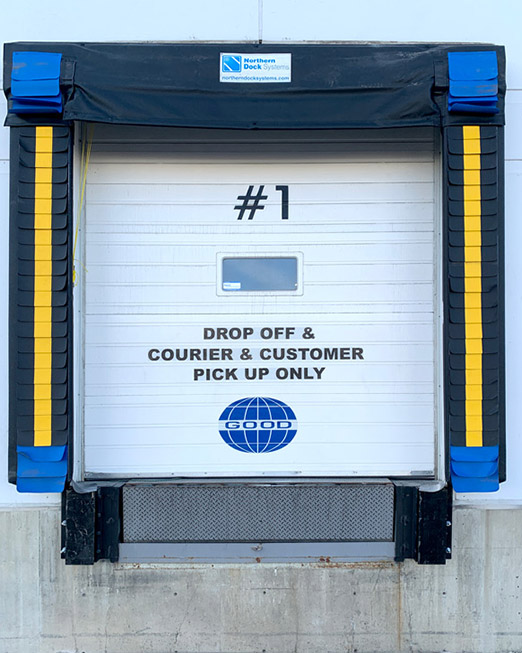 Northern
Dock Systems
northerndocksystems.com
#1
DROP OFF &
COURIER & CUSTOMER
PICK UP ONLY
GOOD